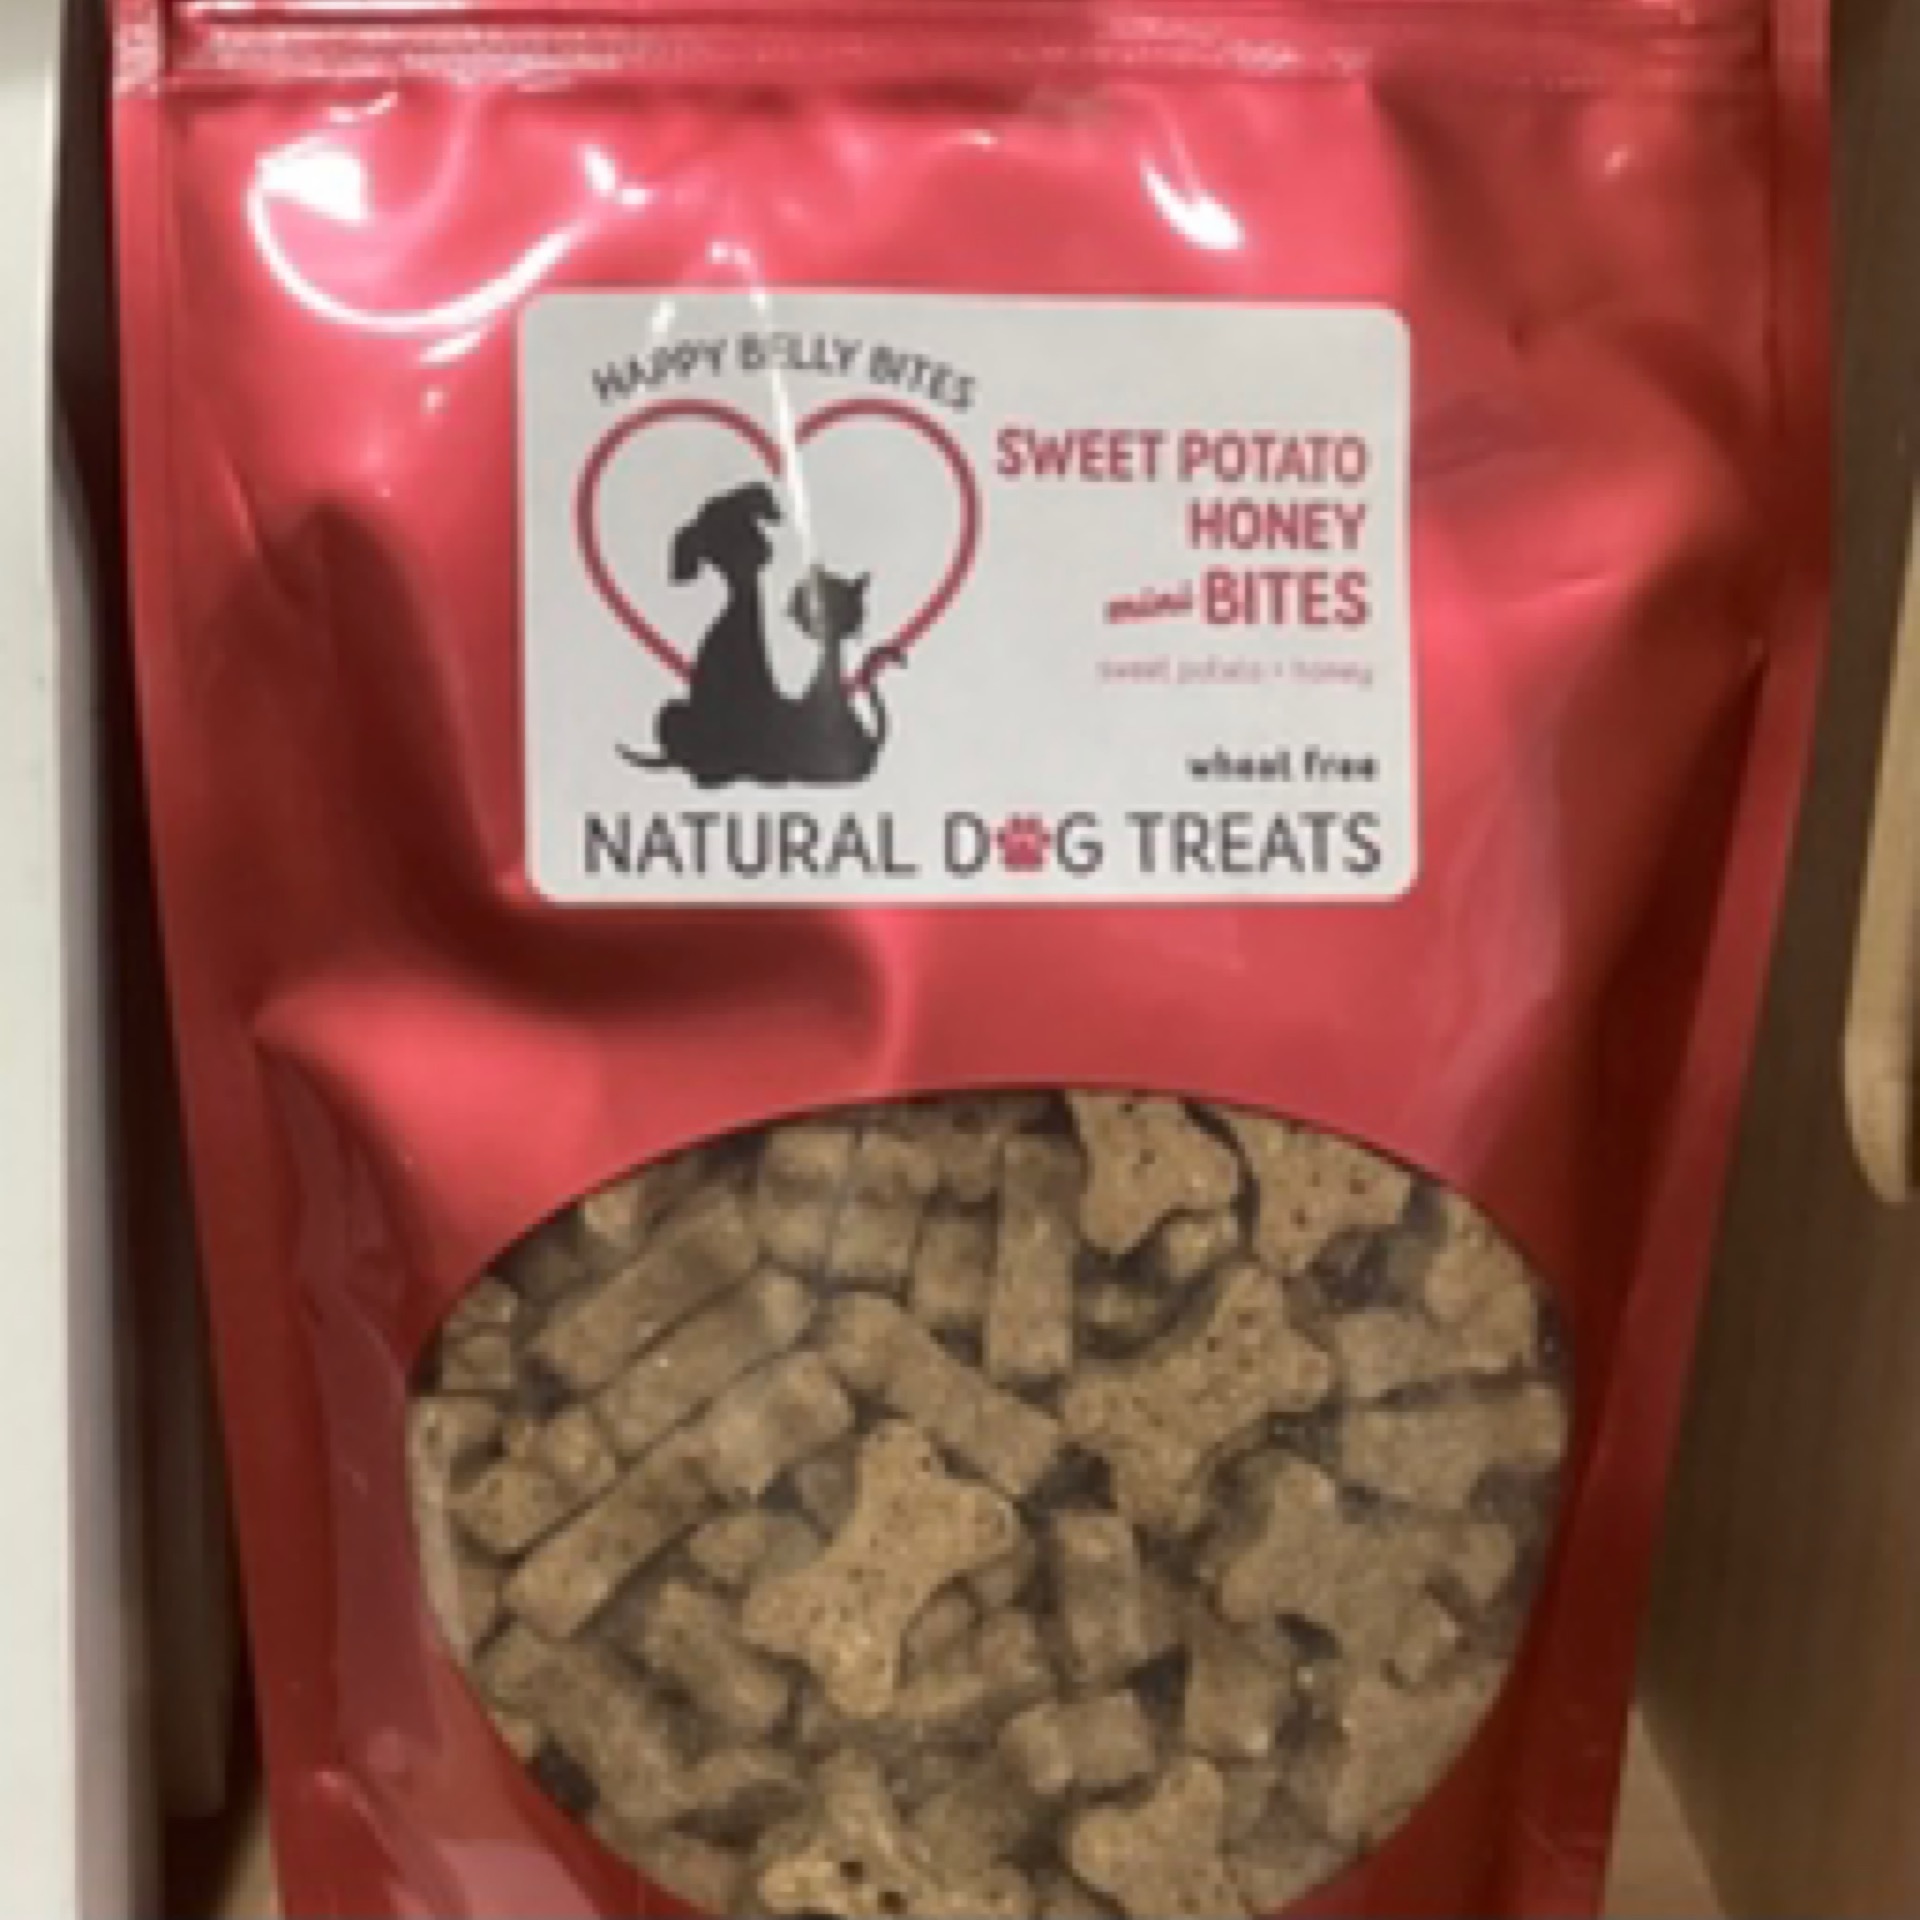 HAPPY BELLY BITES
SWEET POTATO
HONEY
mini BITES
sweet potato + honey
wheat free
NATURAL DOG TREATS